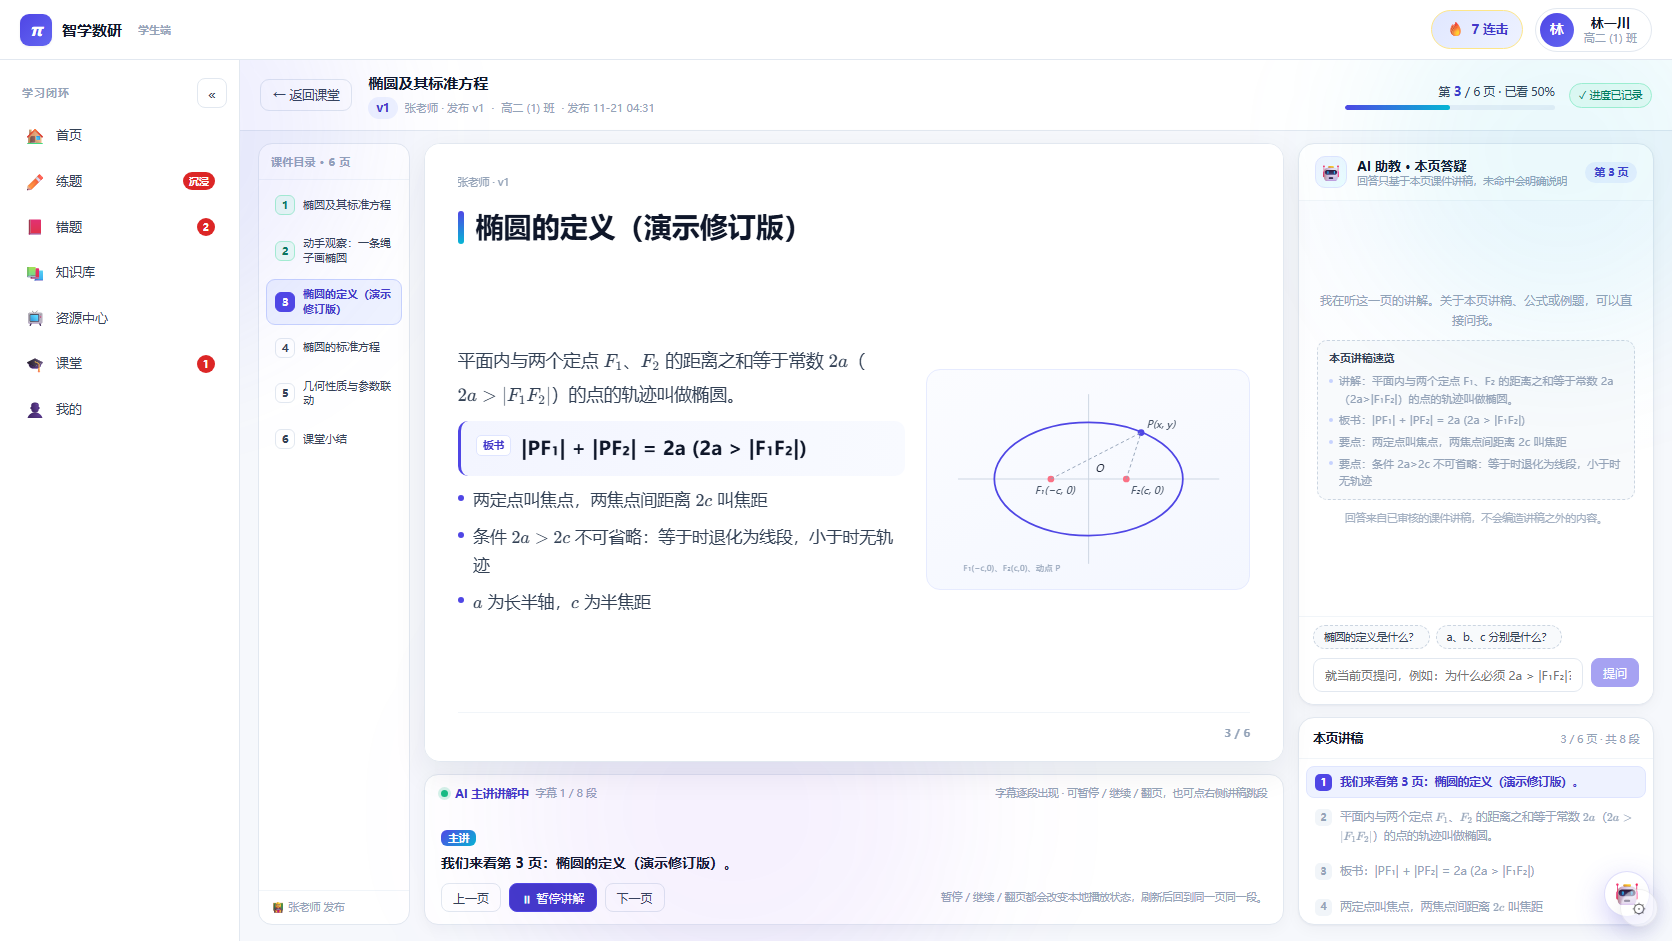 π 智学数研 学生端
🔥 7 连击
林 林一川
高二 (1) 班
学习闭环 «
首页
练题 沉浸
错题 2
知识库
资源中心
课堂 1
我的
← 返回课堂
椭圆及其标准方程
v1 张老师 · 发布 v1 · 高二 (1) 班 · 发布 11-21 04:31
第 3 / 6 页 · 已看 50%
✓ 进度已记录
课件目录 • 6 页
1 椭圆及其标准方程
2 动手观察：一条绳
子画椭圆
3 椭圆的定义（演示
修订版）
4 椭圆的标准方程
5 几何性质与参数联
动
6 课堂小结
张老师 发布
张老师 · v1
椭圆的定义（演示修订版）
平面内与两个定点 F₁、F₂ 的距离之和等于常数 2a（
2a > |F₁F₂|）的点的轨迹叫做椭圆。
板书 |PF₁| + |PF₂| = 2a (2a > |F₁F₂|)
两定点叫焦点，两焦点间距离 2c 叫焦距
条件 2a > 2c 不可省略：等于时退化为线段，小于时无轨
迹
a 为长半轴，c 为半焦距
P(x, y)
O
F₁(−c, 0)
F₂(c, 0)
F₁(−c,0)，F₂(c,0)，动点 P
3 / 6
AI 主讲讲解中 字幕 1 / 8 段
字幕逐段出现 · 可暂停 / 继续 / 翻页，也可点右侧讲稿跳段
主讲
我们来看第 3 页：椭圆的定义（演示修订版）。
上一页
⏸ 暂停讲解
下一页
暂停 / 继续 / 翻页都会改变本地播放状态，刷新后回到同一页同一段。
AI 助教 • 本页答疑
回答只基于本页课件讲稿，未命中会明确说明
第 3 页
我在听这一页的讲解。关于本页讲稿、公式或例题，可以直
接问我。
本页讲稿速览
讲解：平面内与两个定点 F₁、F₂ 的距离之和等于常数 2a
（2a>|F₁F₂|）的点的轨迹叫做椭圆。
板书：|PF₁| + |PF₂| = 2a (2a > |F₁F₂|)
要点：两定点叫焦点，两焦点间距离 2c 叫焦距
要点：条件 2a>2c 不可省略：等于时退化为线段，小于时
无轨迹
回答来自已审核的课件讲稿，不会编造讲稿之外的内容。
椭圆的定义是什么？
a、b、c 分别是什么？
就当前页提问，例如：为什么必须 2a > |F₁F₂|?
提问
本页讲稿
3 / 6 页 · 共 8 段
1 我们来看第 3 页：椭圆的定义（演示修订版）。
2 平面内与两个定点 F₁、F₂ 的距离之和等于常数 2a（2a >
|F₁F₂|）的点的轨迹叫做椭圆。
3 板书：|PF₁| + |PF₂| = 2a (2a > |F₁F₂|)
4 两定点叫焦点，两焦点间距离 2c 叫焦距